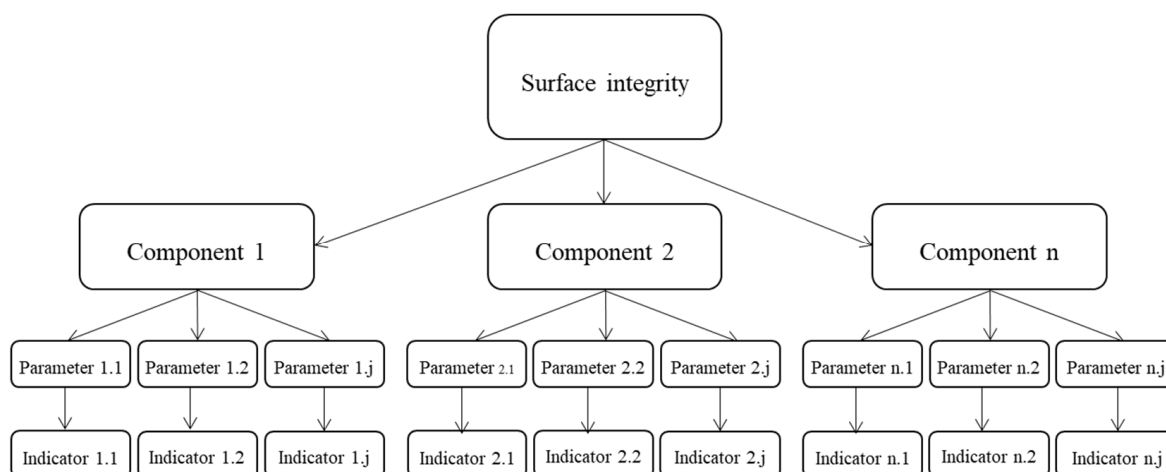 Surface integrity
Component 1
Component 2
Component n
Parameter 1.1
Parameter 1.2
Parameter 1.j
Parameter 2.1
Parameter 2.2
Parameter 2.j
Parameter n.1
Parameter n.2
Parameter n.j
Indicator 1.1
Indicator 1.2
Indicator 1.j
Indicator 2.1
Indicator 2.2
Indicator 2.j
Indicator n.1
Indicator n.2
Indicator n.j